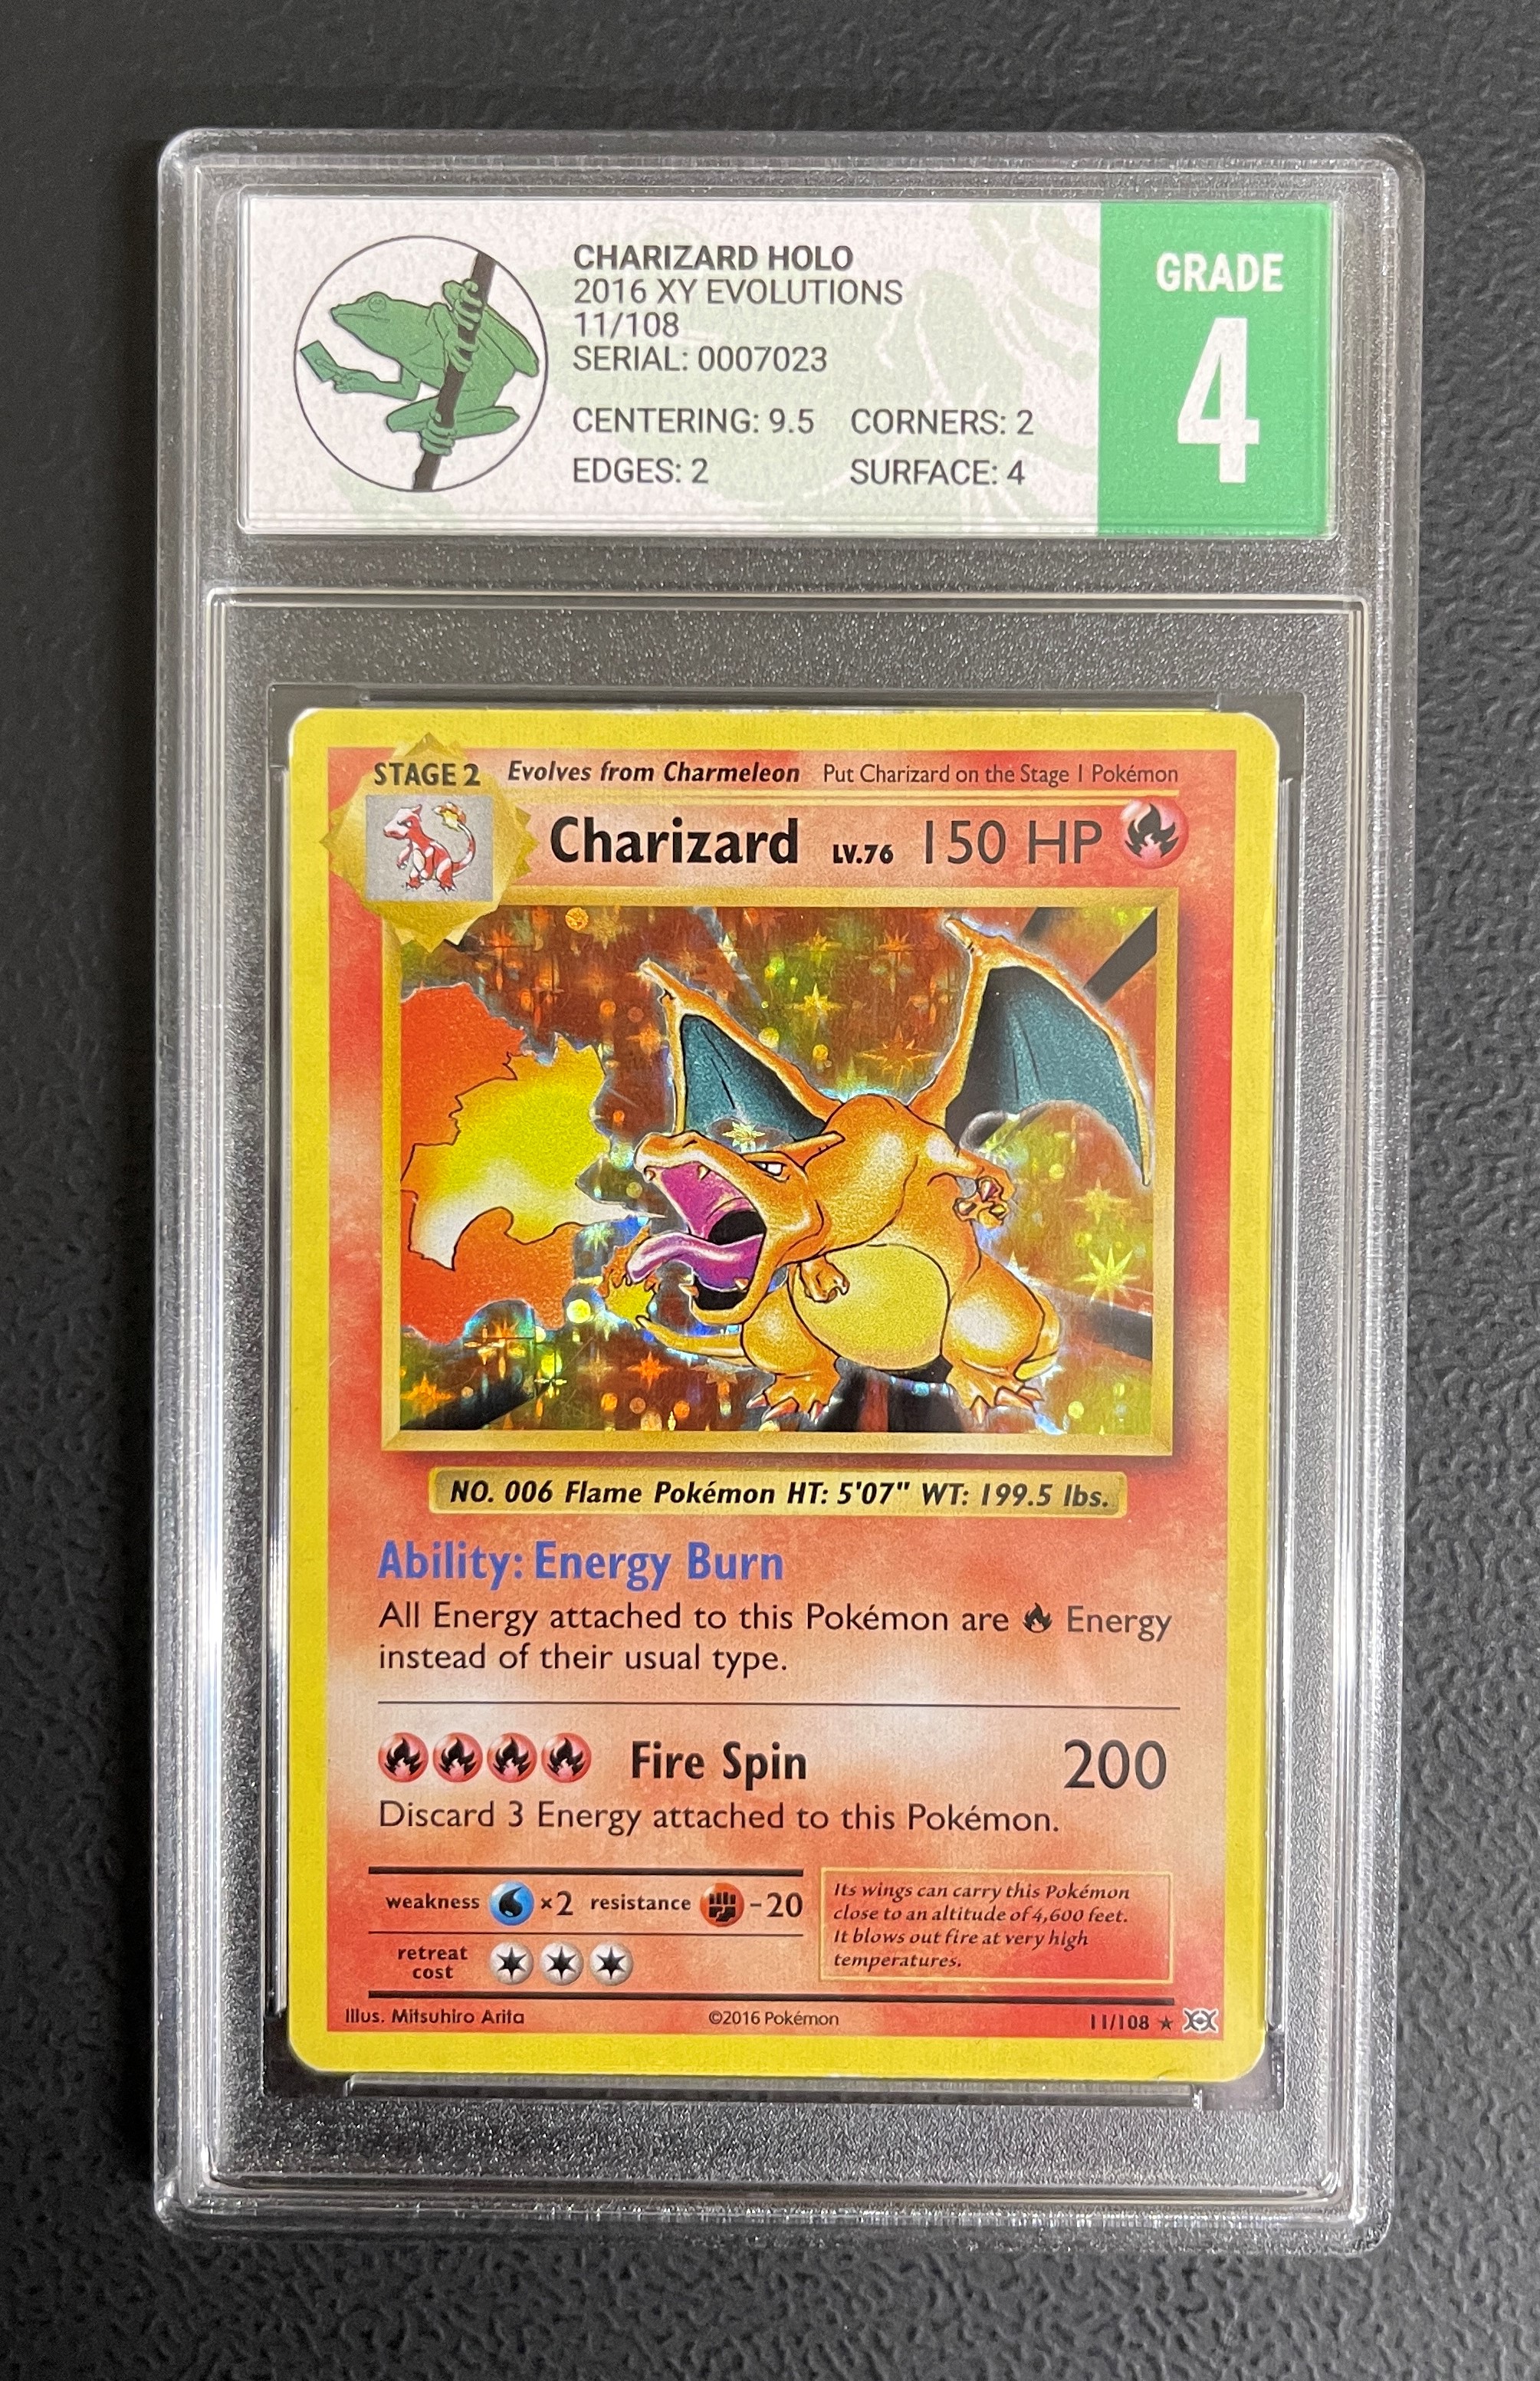 CHARIZARD HOLO
2016 XY EVOLUTIONS
11/108
SERIAL: 0007023
CENTERING: 9.5 CORNERS: 2
EDGES: 2 SURFACE: 4
GRADE
4
STAGE 2 Evolves from Charmeleon Put Charizard on the Stage 1 Pokémon
Charizard LV.76 150 HP
NO. 006 Flame Pokémon HT: 5'07" WT: 199.5 lbs.
Ability: Energy Burn
All Energy attached to this Pokémon are Energy
instead of their usual type.
Fire Spin 200
Discard 3 Energy attached to this Pokémon.
weakness ×2 resistance -20
retreat
cost
Its wings can carry this Pokémon
close to an altitude of 4,600 feet.
It blows out fire at very high
temperatures.
Illus. Mitsuhiro Arita ©2016 Pokémon 11/108 ★